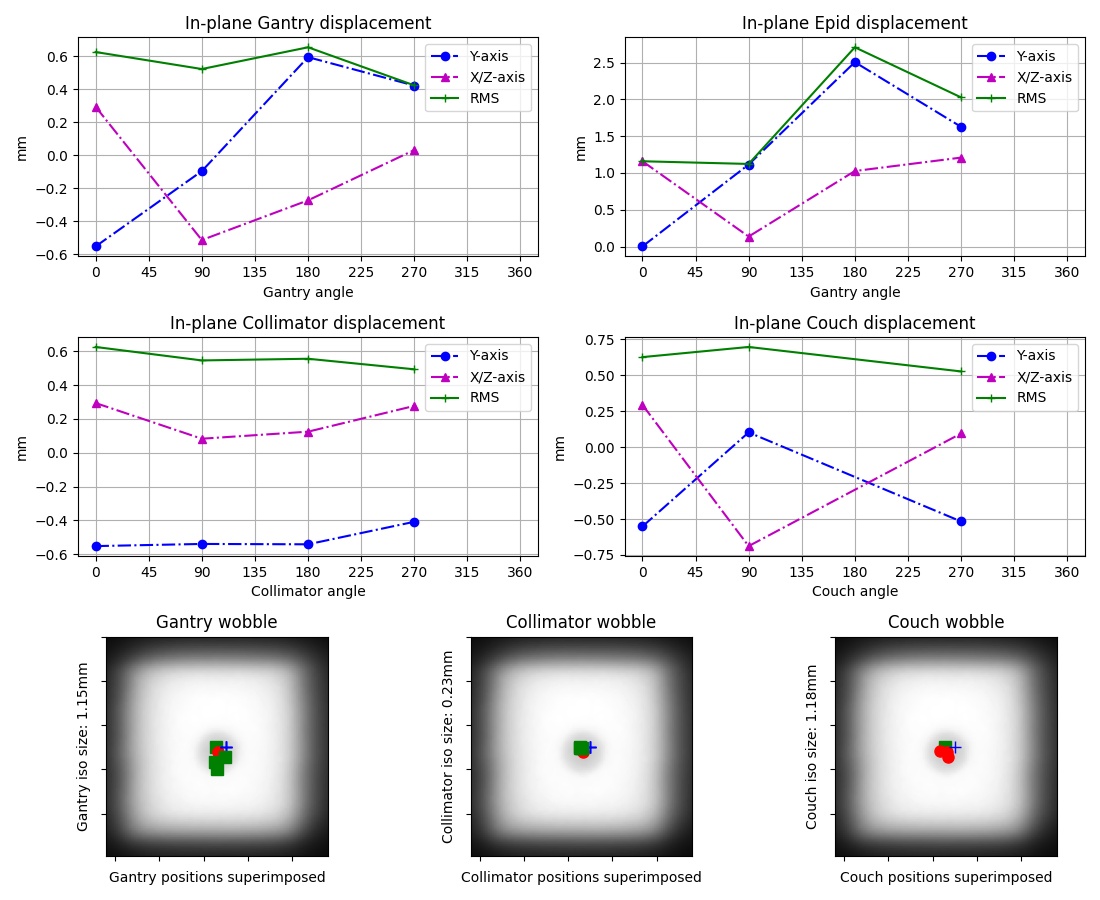 In-plane Gantry displacement
0.6
0.4
0.2
0.0
−0.2
−0.4
−0.6
mm
Y-axis
X/Z-axis
RMS
0 45 90 135 180 225 270 315 360
Gantry angle
In-plane Epid displacement
2.5
2.0
1.5
1.0
0.5
0.0
mm
Y-axis
X/Z-axis
RMS
0 45 90 135 180 225 270 315 360
Gantry angle
In-plane Collimator displacement
0.6
0.4
0.2
0.0
−0.2
−0.4
−0.6
mm
Y-axis
X/Z-axis
RMS
0 45 90 135 180 225 270 315 360
Collimator angle
In-plane Couch displacement
0.75
0.50
0.25
0.00
−0.25
−0.50
−0.75
mm
Y-axis
X/Z-axis
RMS
0 45 90 135 180 225 270 315 360
Couch angle
Gantry wobble
Gantry iso size: 1.15mm
Gantry positions superimposed
Collimator wobble
Collimator iso size: 0.23mm
Collimator positions superimposed
Couch wobble
Couch iso size: 1.18mm
Couch positions superimposed